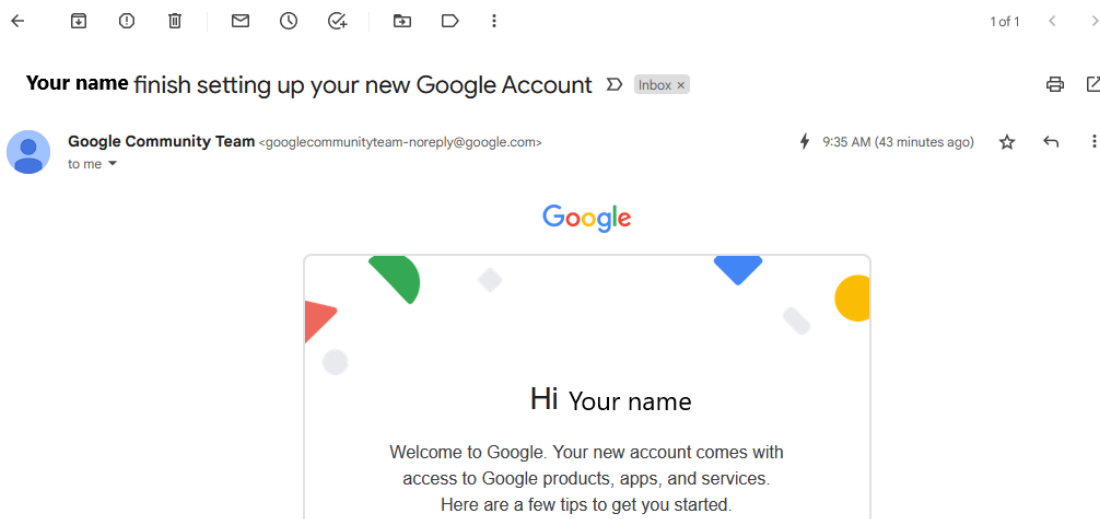 1 of 1
Your name finish setting up your new Google Account Inbox ×
Google Community Team <googlecommunityteam-noreply@google.com> 9:35 AM (43 minutes ago)
to me
Google
Hi Your name
Welcome to Google. Your new account comes with
access to Google products, apps, and services.
Here are a few tips to get you started.